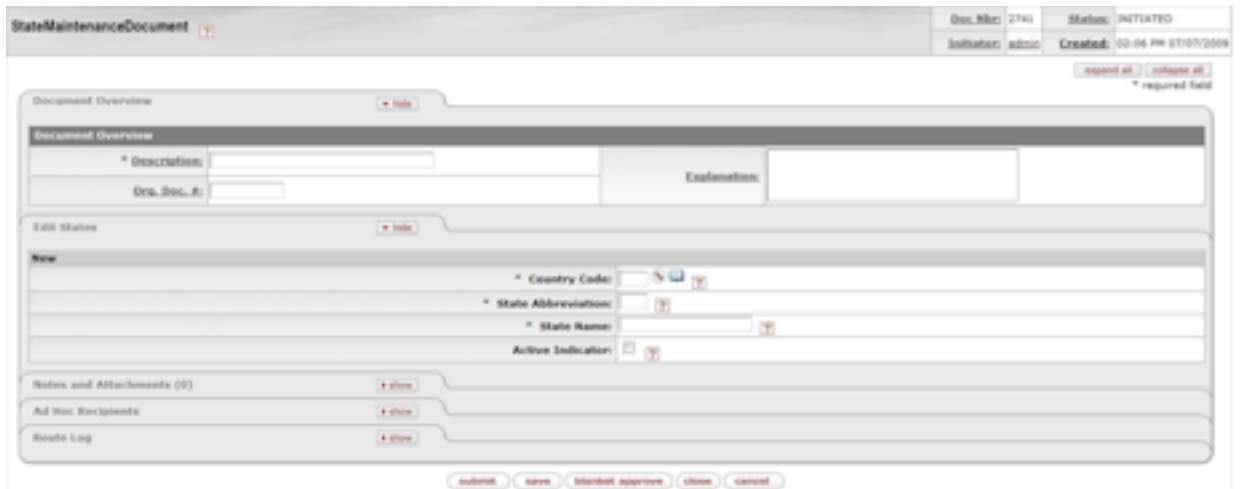 StateMaintenanceDocument ?
Doc Nbr: 2741 Status: INITIATED
Initiator: admin Created: 02:06 PM 07/07/2009
expand all collapse all
* required field
Document Overview hide
Document Overview
* Description: Explanation:
Org. Doc. #:
Edit States hide
New
* Country Code: ?
* State Abbreviation: ?
* State Name: ?
Active Indicator: ?
Notes and Attachments (0) show
Ad Hoc Recipients show
Route Log show
submit save blanket approve close cancel